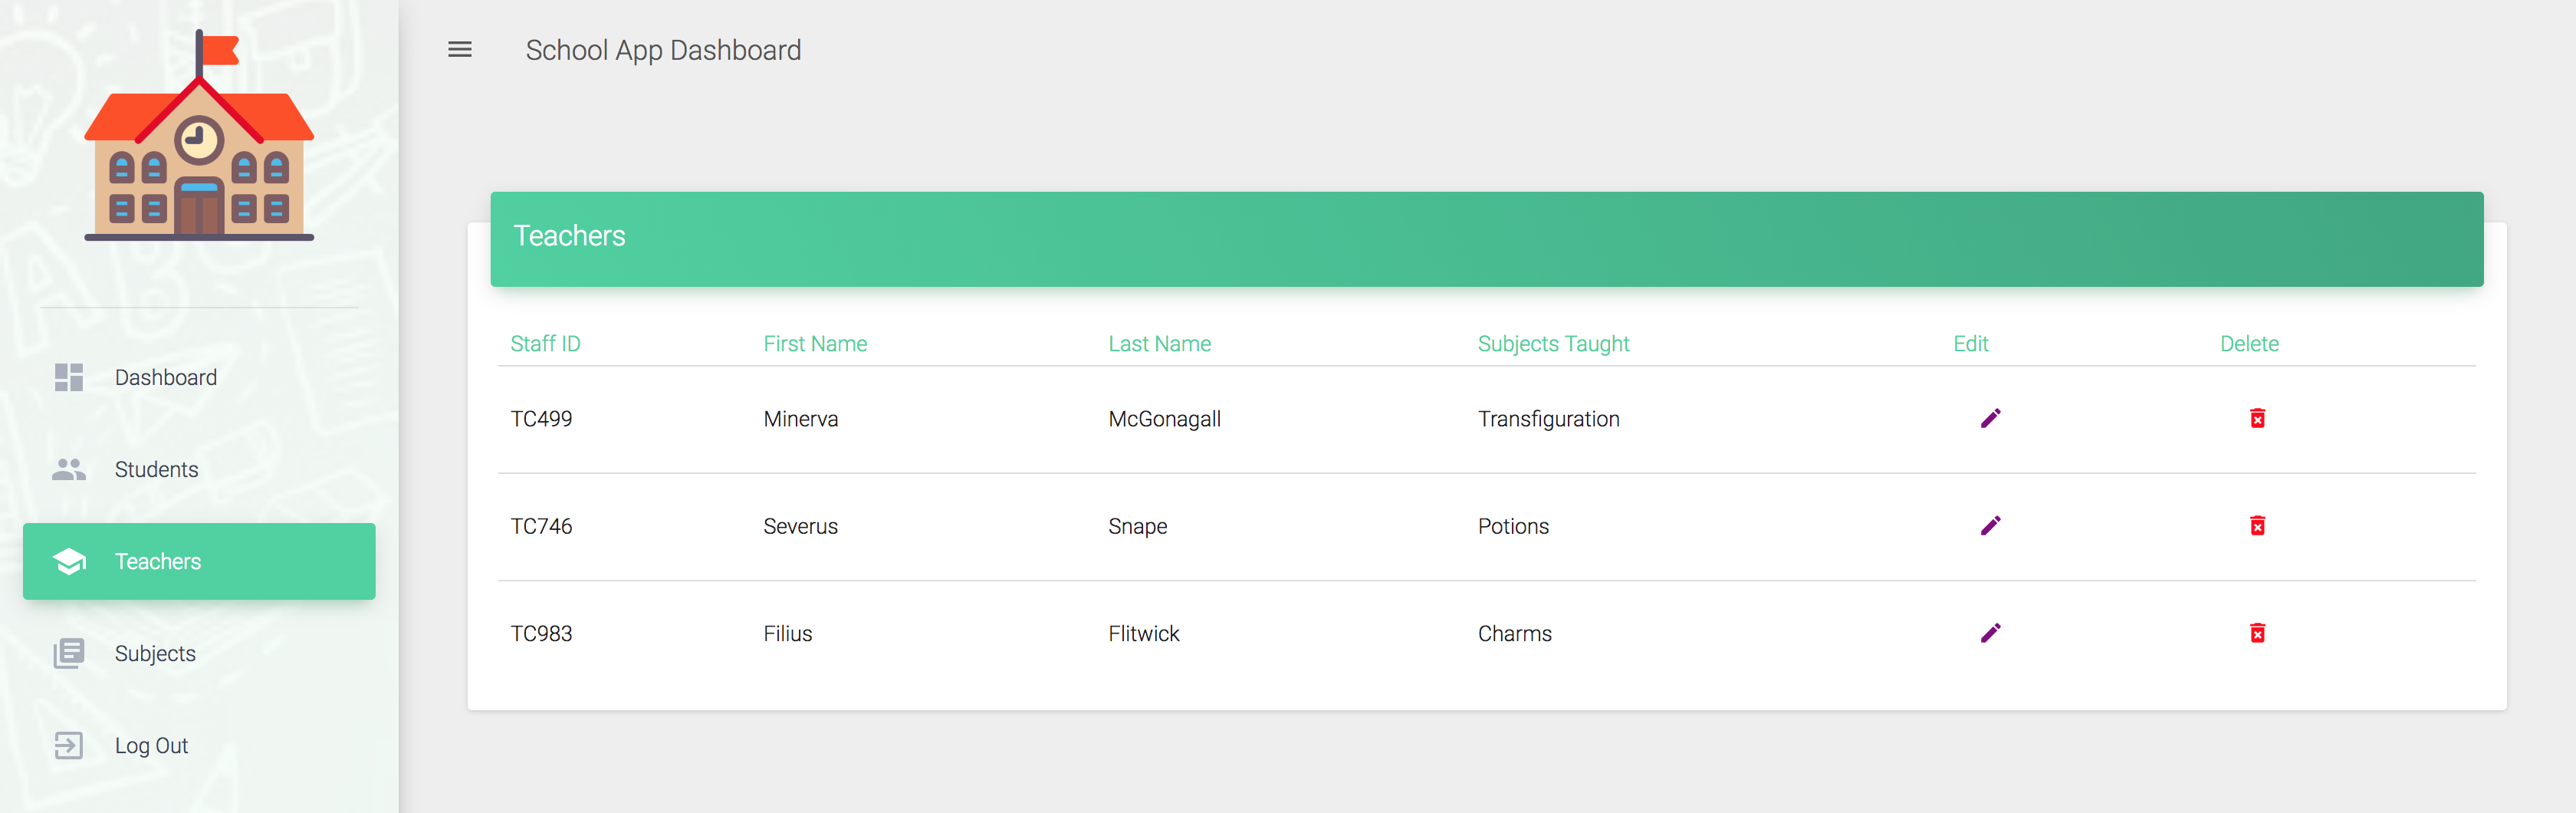 School App Dashboard
Dashboard
Students
Teachers
Subjects
Log Out
Teachers
Staff ID First Name Last Name Subjects Taught Edit Delete
TC499 Minerva McGonagall Transfiguration
TC746 Severus Snape Potions
TC983 Filius Flitwick Charms